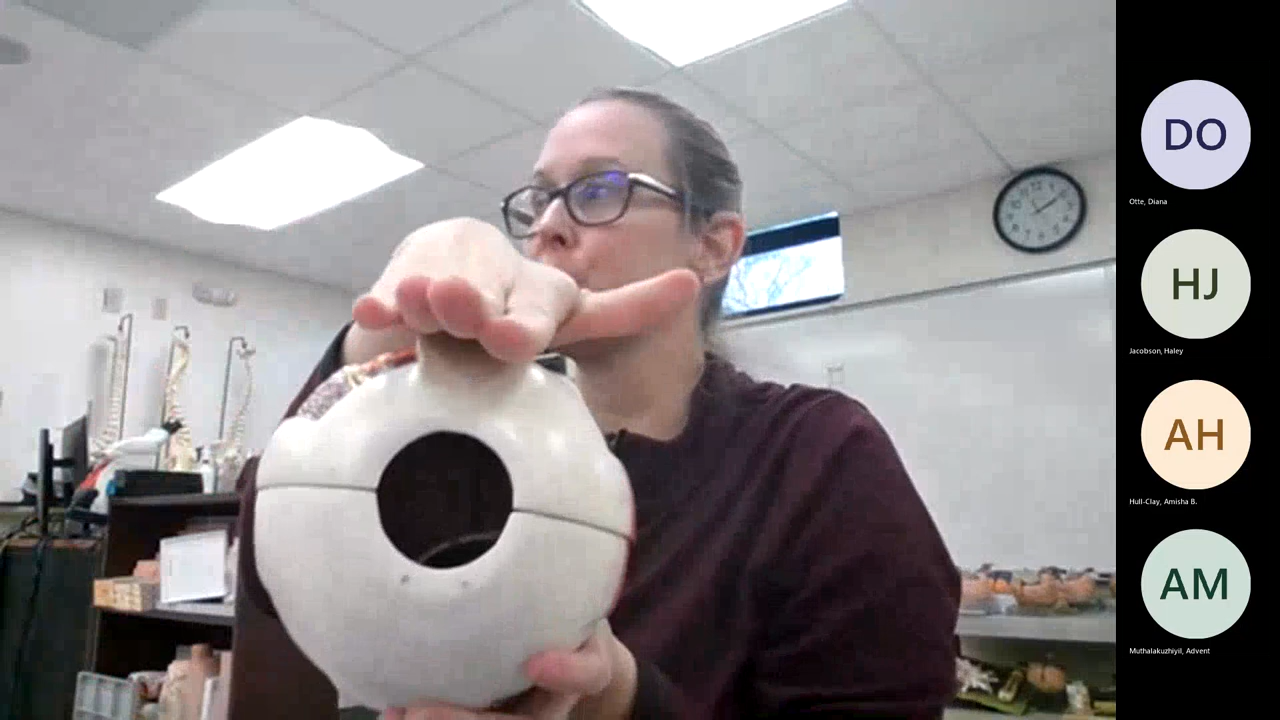 DO
Otte, Diana
HJ
Jacobson, Haley
AH
Hull-Clay, Amisha B.
AM
Muthalakuzhiyil, Advent